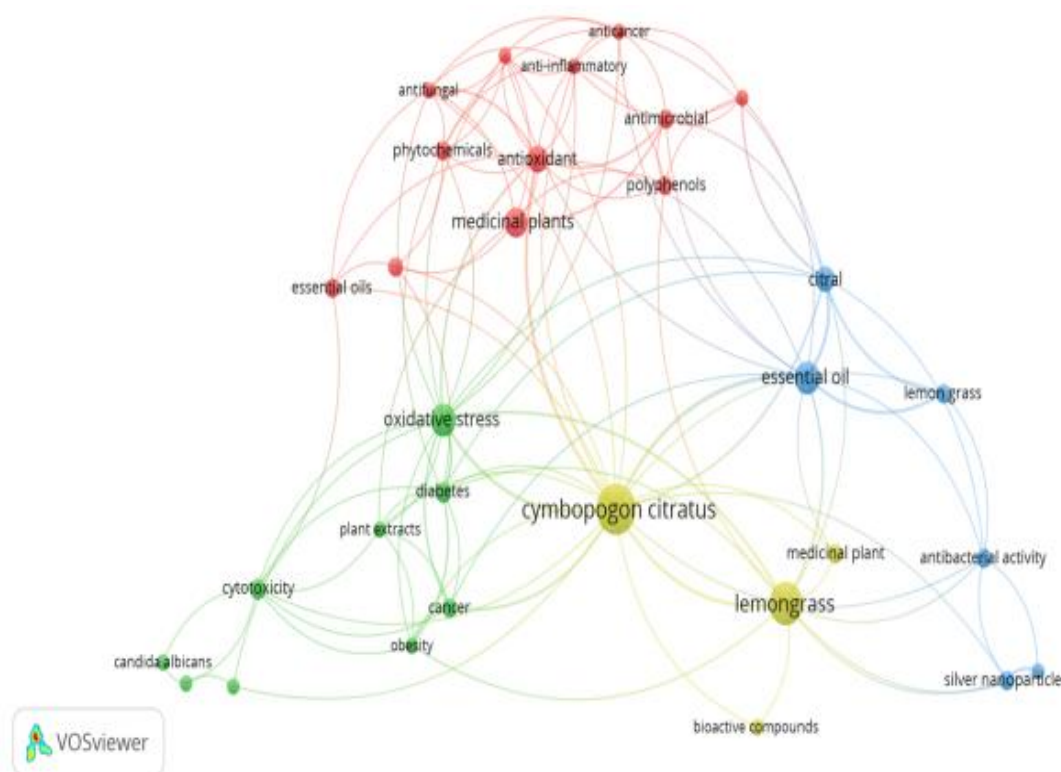 anticancer
anti-inflammatory
antifungal
antimicrobial
phytochemicals
antioxidant
polyphenols
medicinal plants
citral
essential oils
essential oil
lemon grass
oxidative stress
diabetes
cymbopogon citratus
plant extracts
medicinal plant
antibacterial activity
cytotoxicity
cancer
lemongrass
obesity
candida albicans
silver nanoparticle
bioactive compounds
VOSviewer